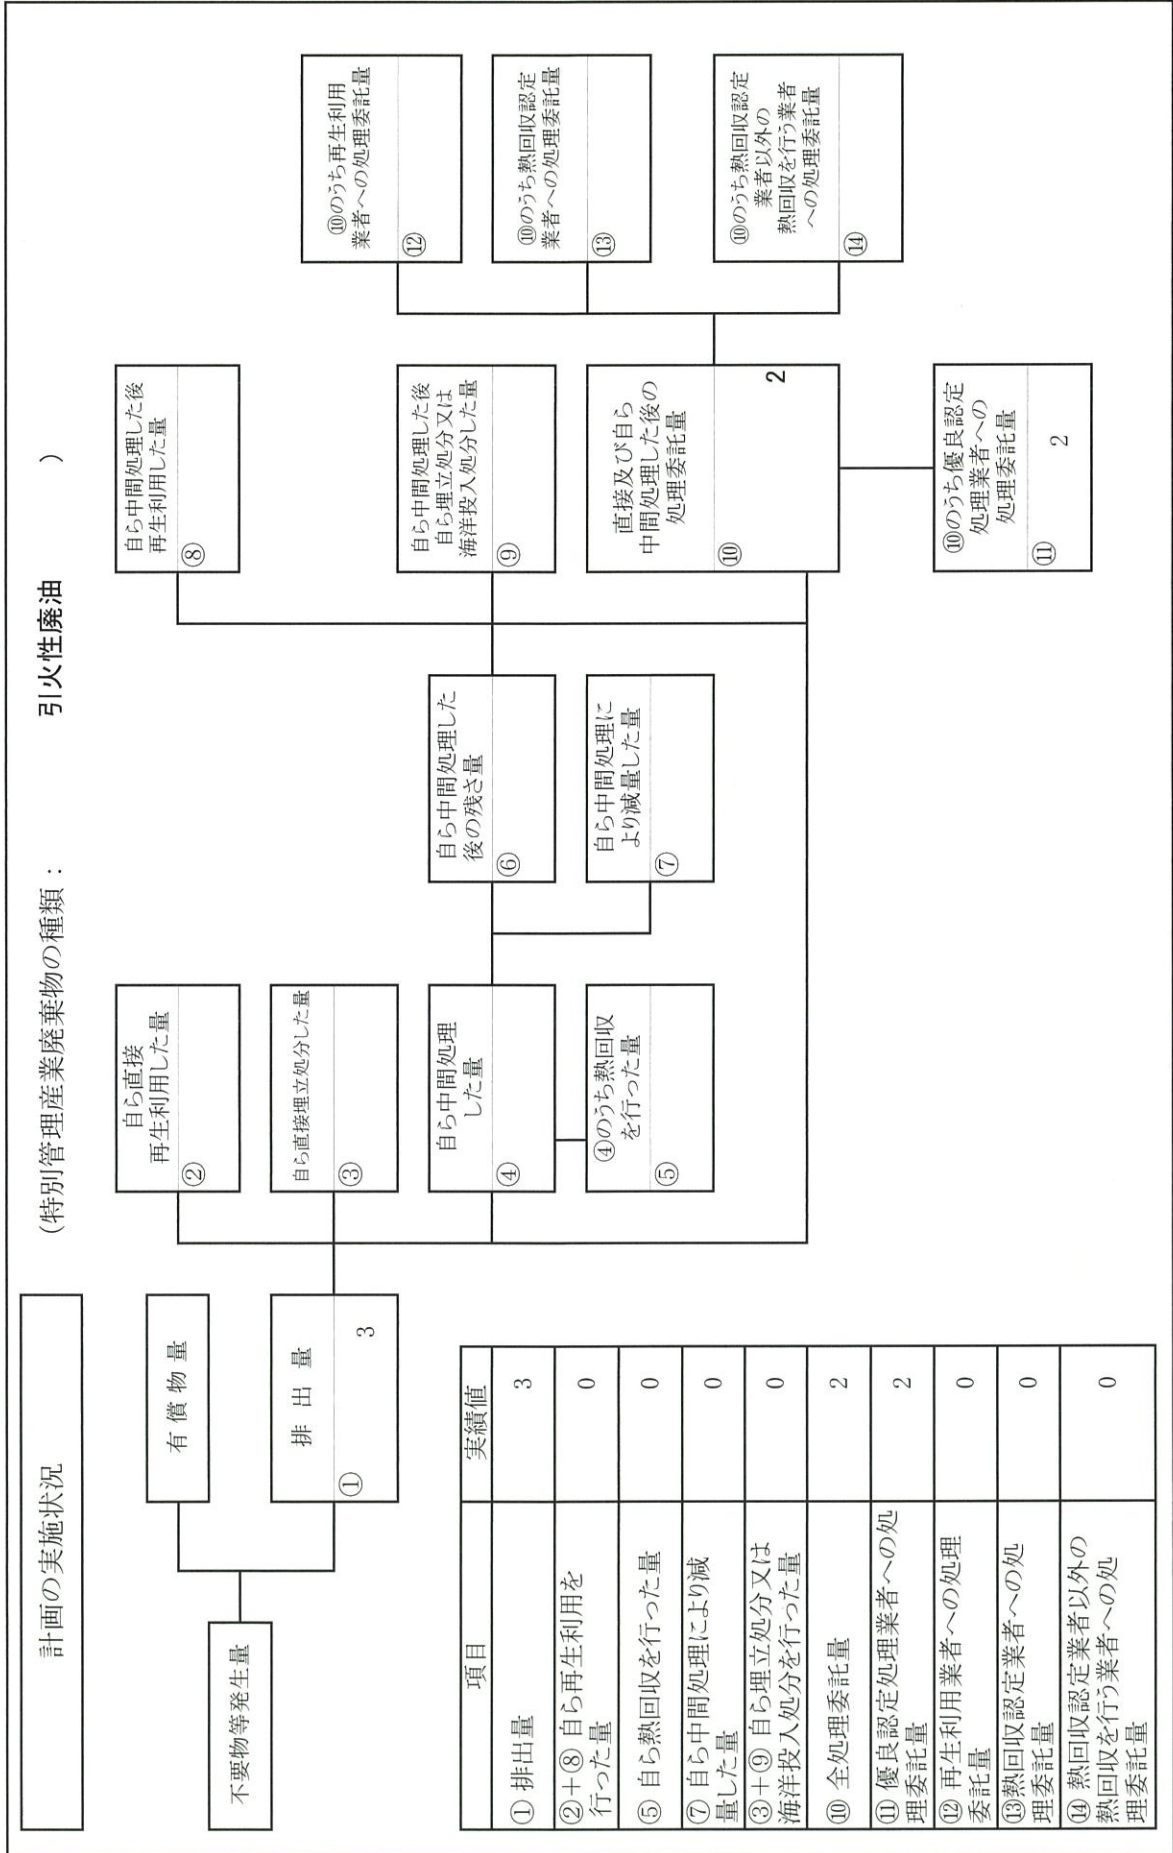 計画の実施状況
(特別管理産業廃棄物の種類：　引火性廃油　)
不要物等発生量
有償物量
排出量
①
3
自ら直接
再生利用した量
②
自ら直接埋立処分した量
③
自ら中間処理
した量
④
④のうち熱回収
を行った量
⑤
自ら中間処理した
後の残さ量
⑥
自ら中間処理に
より減量した量
⑦
自ら中間処理した後
再生利用した量
⑧
自ら中間処理した後
自ら埋立処分又は
海洋投入処分した量
⑨
直接及び自ら
中間処理した後の
処理委託量
⑩
2
⑩のうち優良認定
処理業者への
処理委託量
⑪
2
⑩のうち再生利用
業者への処理委託量
⑫
⑩のうち熱回収認定
業者への処理委託量
⑬
⑩のうち熱回収認定
業者以外の
熱回収を行う業者
への処理委託量
⑭
項目 実績値
① 排出量 3
②＋⑧ 自ら再生利用を
行った量 0
⑤ 自ら熱回収を行った量 0
⑦ 自ら中間処理により減
量した量 0
③＋⑨ 自ら埋立処分又は
海洋投入処分を行った量 0
⑩ 全処理委託量 2
⑪ 優良認定処理業者への処
理委託量 2
⑫ 再生利用業者への処理
委託量 0
⑬熱回収認定業者への処
理委託量 0
⑭ 熱回収認定業者以外の
熱回収を行う業者への処
理委託量 0